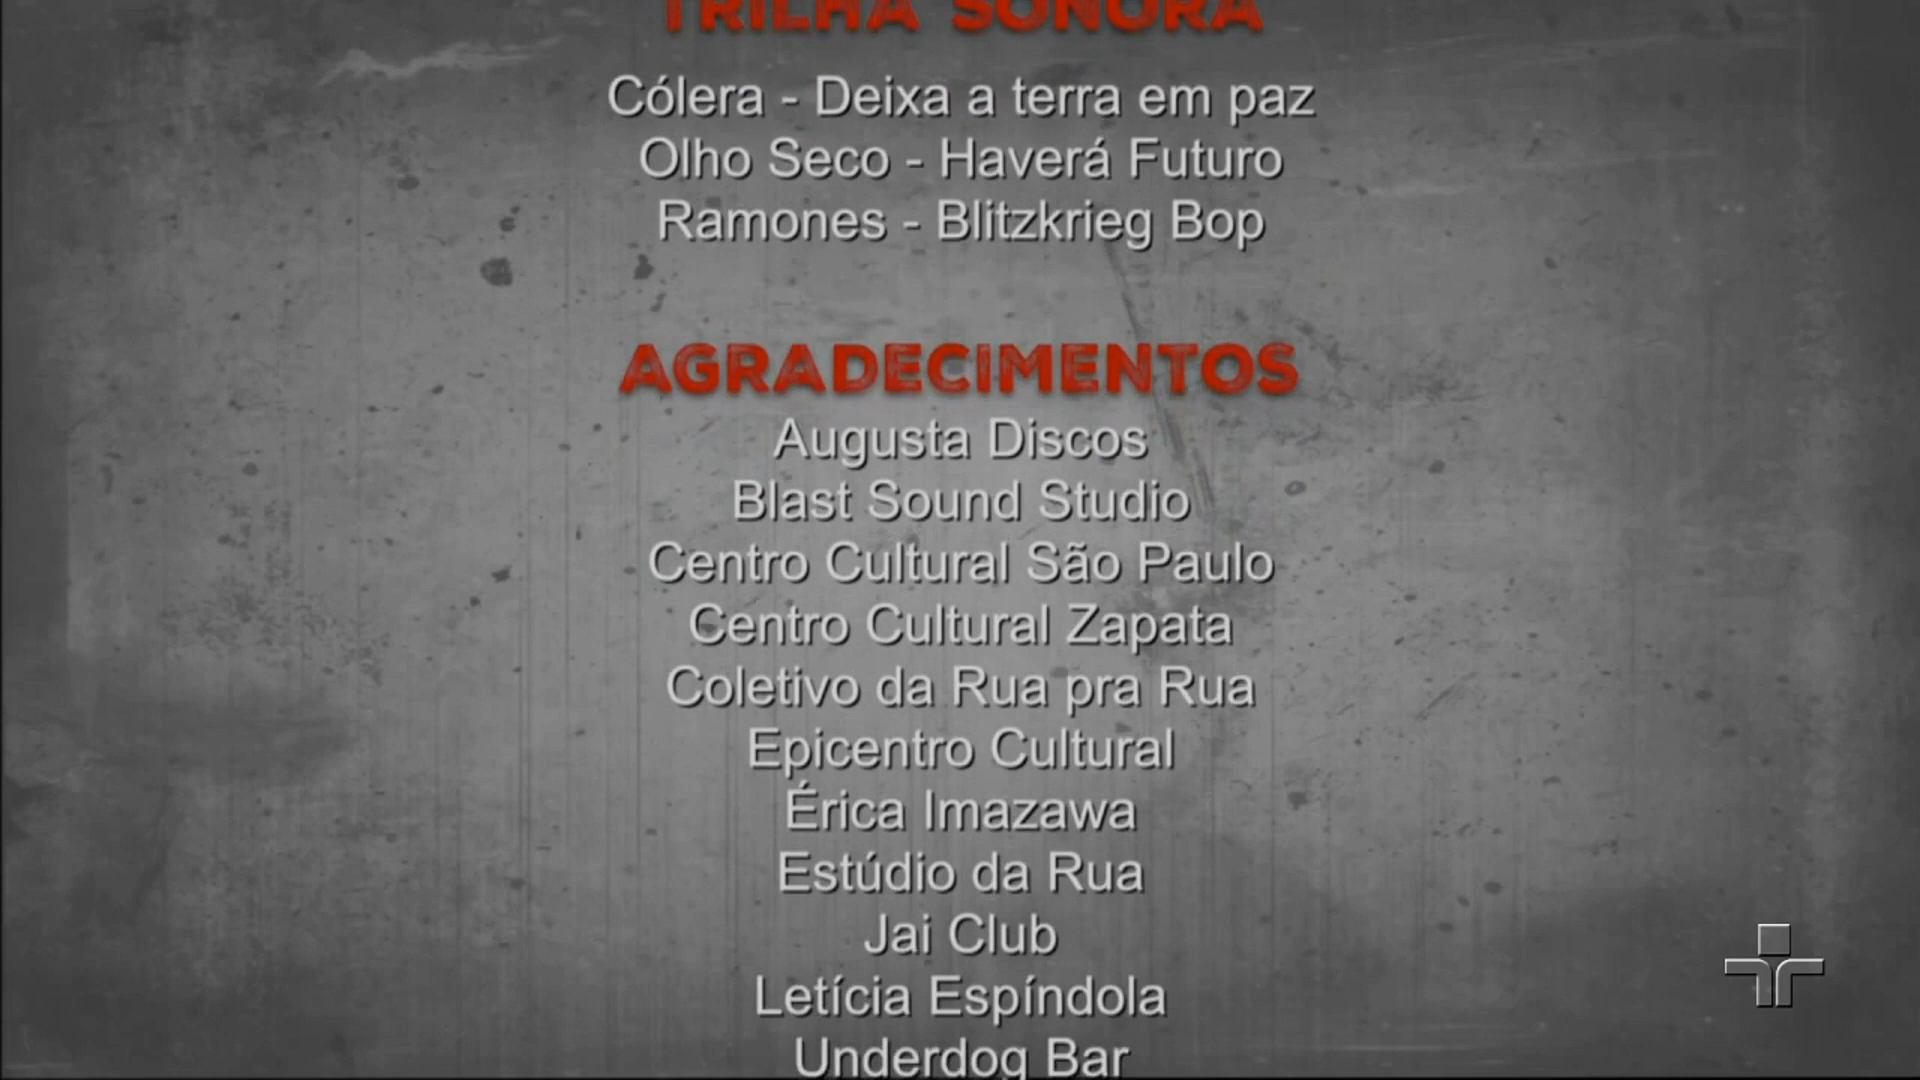 TRILHA SONORA
Cólera - Deixa a terra em paz
Olho Seco - Haverá Futuro
Ramones - Blitzkrieg Bop
AGRADECIMENTOS
Augusta Discos
Blast Sound Studio
Centro Cultural São Paulo
Centro Cultural Zapata
Coletivo da Rua pra Rua
Epicentro Cultural
Érica Imazawa
Estúdio da Rua
Jai Club
Letícia Espíndola
Underdog Bar